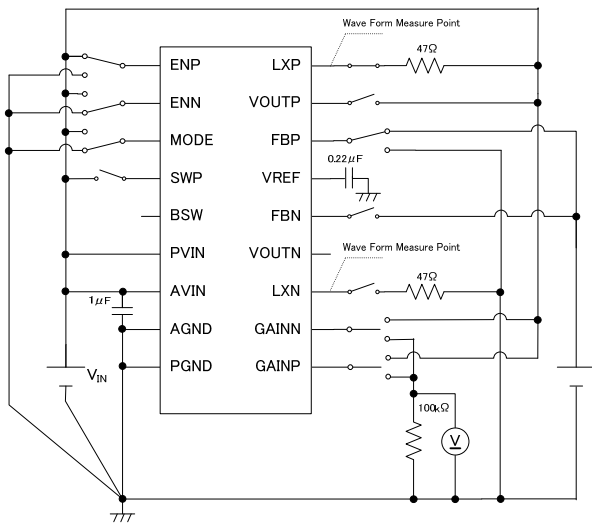 Wave Form Measure Point
47Ω
ENP
LXP
ENN
VOUTP
MODE
FBP
0.22μF
SWP
VREF
BSW
FBN
PVIN
VOUTN
Wave Form Measure Point
47Ω
AVIN
LXN
1μF
AGND
GAINN
PGND
GAINP
VIN
100kΩ
V